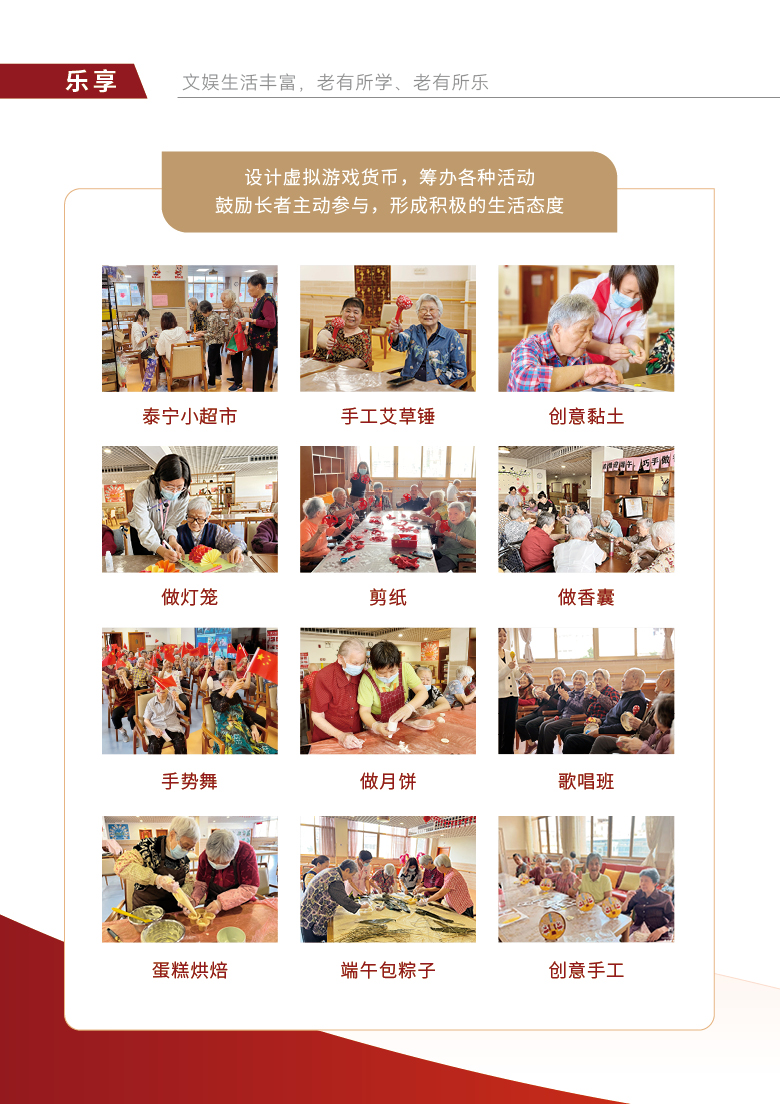 乐享
文娱生活丰富，老有所学、老有所乐
设计虚拟游戏货币，筹办各种活动
鼓励长者主动参与，形成积极的生活态度
泰宁小超市
手工艾草锤
创意黏土
做灯笼
剪纸
做香囊
手势舞
做月饼
歌唱班
蛋糕烘焙
端午包粽子
创意手工